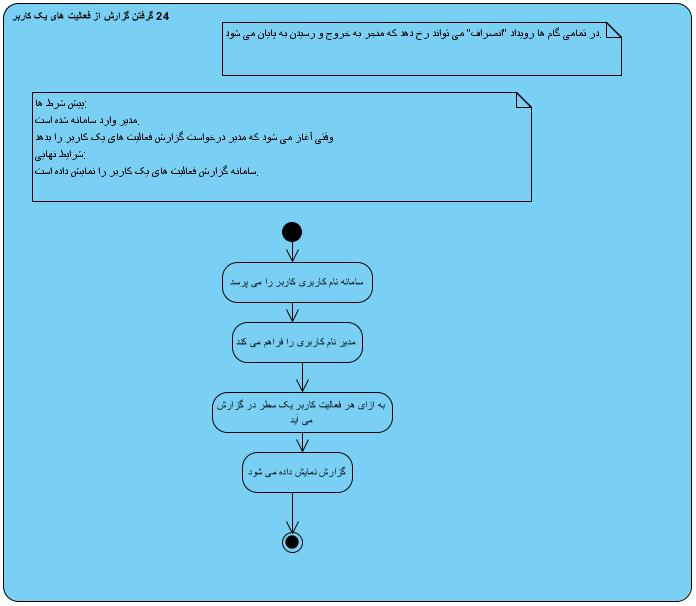 24 گرفتن گزارش از فعالیت های یک کاربر
در تمامی گام ها رویداد "انصراف" می تواند رخ دهد که منجر به خروج و رسیدن به پایان می شود.
پیش شرط ها:
مدیر وارد سامانه شده است.
وقتی آغاز می شود که مدیر درخواست گزارش فعالیت های یک کاربر را بدهد
شرایط نهایی:
سامانه گزارش فعالیت های یک کاربر را نمایش داده است.
سامانه نام کاربری کاربر را می پرسد
مدیر نام کاربری را فراهم می کند
به ازای هر فعالیت کاربر یک سطر در گزارش
می آید
گزارش نمایش داده می شود